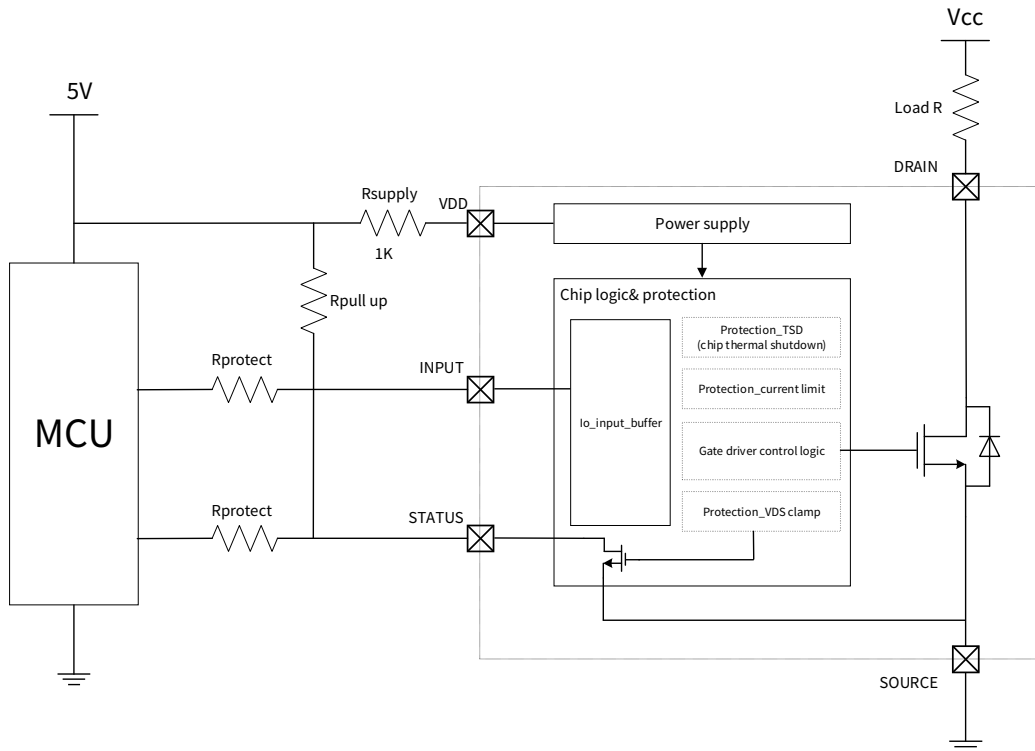 Vcc
5V
Load R
DRAIN
Rsupply
VDD
1K
Power supply
Rpull up
Chip logic& protection
Protection_TSD
(chip thermal shutdown)
Rprotect
INPUT
Protection_current limit
MCU
Io_input_buffer
Gate driver control logic
Rprotect
STATUS
Protection_VDS clamp
SOURCE